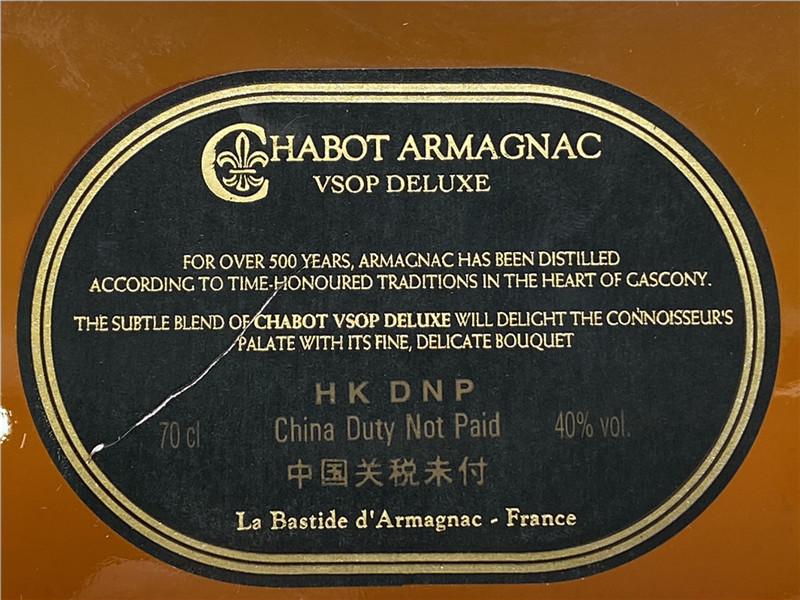 CHABOT ARMAGNAC
VSOP DELUXE
FOR OVER 500 YEARS, ARMAGNAC HAS BEEN DISTILLED
ACCORDING TO TIME-HONOURED TRADITIONS IN THE HEART OF GASCONY.
THE SUBTLE BLEND OF CHABOT VSOP DELUXE WILL DELIGHT THE CONNOISSEUR'S
PALATE WITH ITS FINE, DELICATE BOUQUET
HK DNP
70 cl China Duty Not Paid 40% vol.
中国关税未付
La Bastide d'Armagnac - France